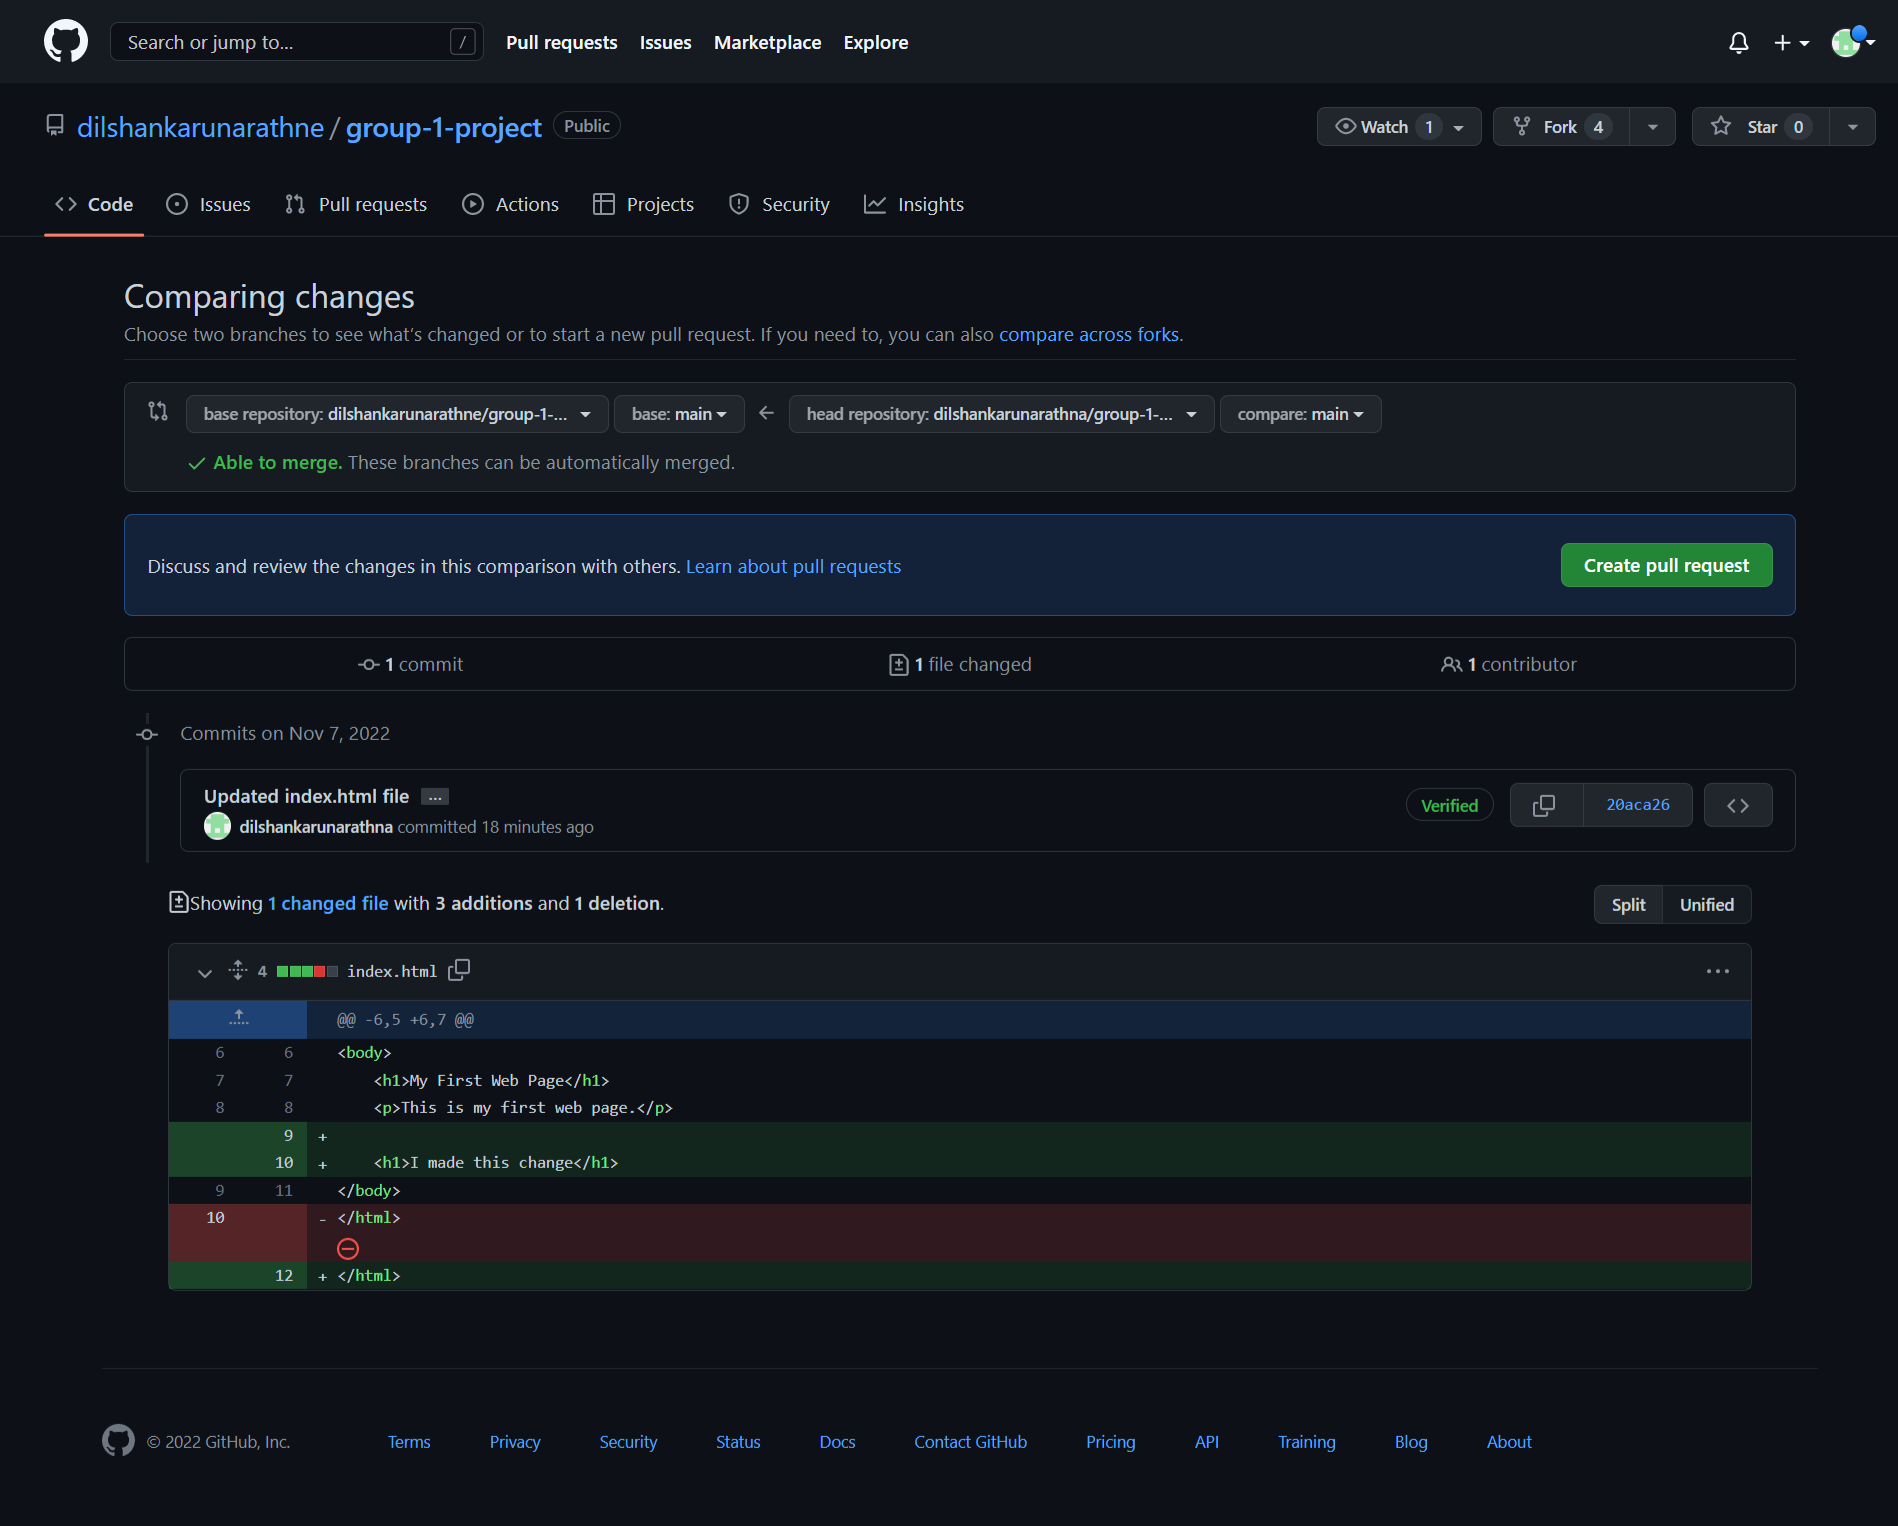 Search or jump to... /
Pull requests Issues Marketplace Explore
dilshankarunarathne / group-1-project Public
Watch 1 Fork 4 Star 0
Code Issues Pull requests Actions Projects Security Insights
Comparing changes
Choose two branches to see what's changed or to start a new pull request. If you need to, you can also compare across forks.
base repository: dilshankarunarathne/group-1-... base: main ← head repository: dilshankarunarathna/group-1-... compare: main
Able to merge. These branches can be automatically merged.
Discuss and review the changes in this comparison with others. Learn about pull requests
Create pull request
1 commit 1 file changed 1 contributor
Commits on Nov 7, 2022
Updated index.html file ...
dilshankarunarathna committed 18 minutes ago
Verified 20aca26
Showing 1 changed file with 3 additions and 1 deletion.
Split Unified
4 index.html
@@ -6,5 +6,7 @@
6 6 <body>
7 7 <h1>My First Web Page</h1>
8 8 <p>This is my first web page.</p>
9 +
10 + <h1>I made this change</h1>
9 11 </body>
10 - </html>
12 + </html>
© 2022 GitHub, Inc. Terms Privacy Security Status Docs Contact GitHub Pricing API Training Blog About